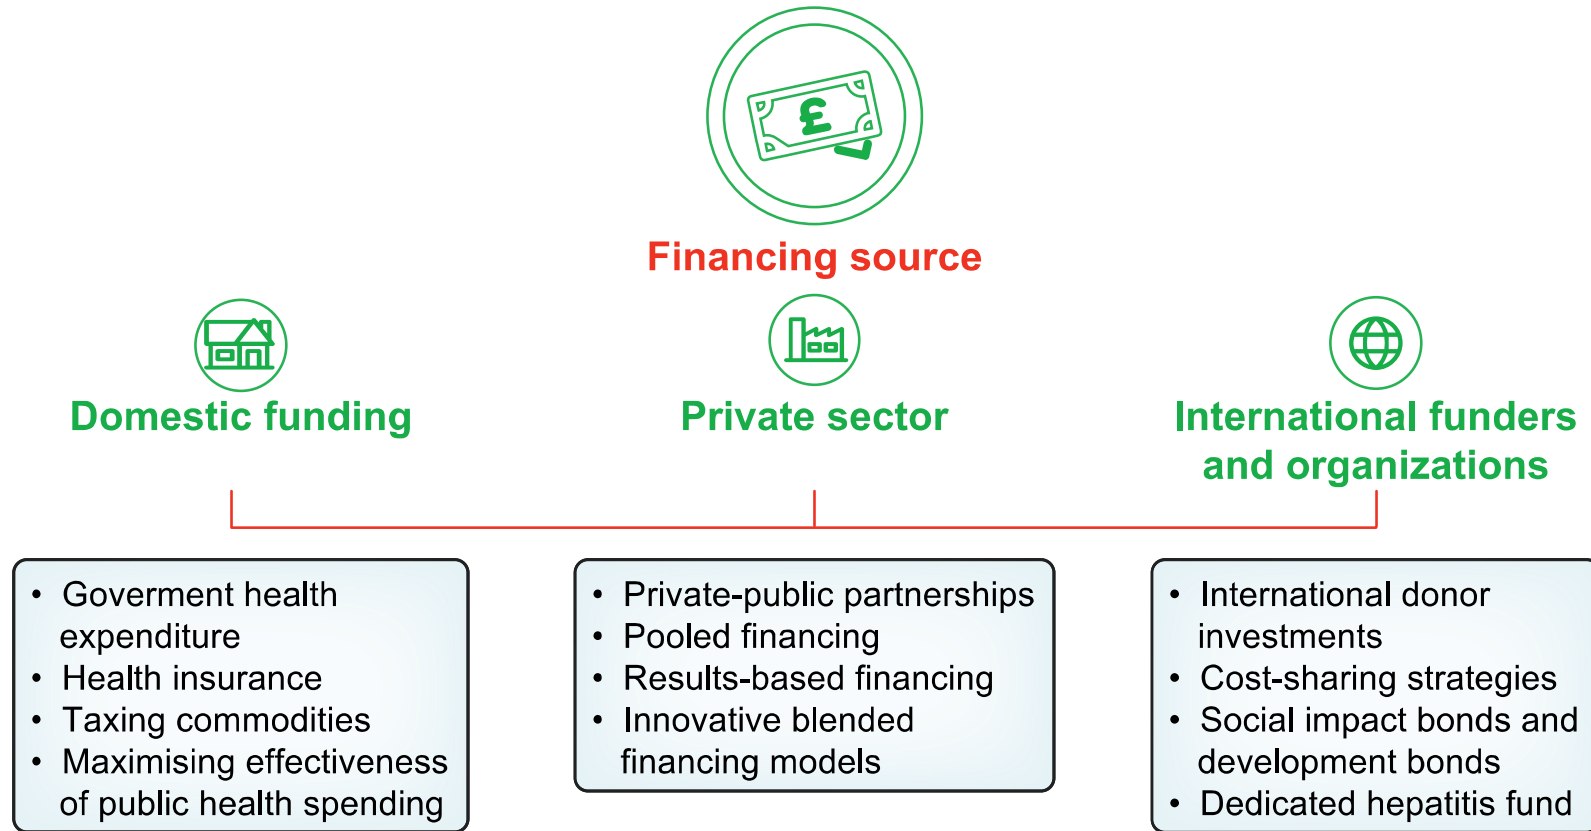 £
Financing source
Domestic funding
Private sector
International funders
and organizations
• Goverment health
expenditure
• Health insurance
• Taxing commodities
• Maximising effectiveness
of public health spending
• Private-public partnerships
• Pooled financing
• Results-based financing
• Innovative blended
financing models
• International donor
investments
• Cost-sharing strategies
• Social impact bonds and
development bonds
• Dedicated hepatitis fund